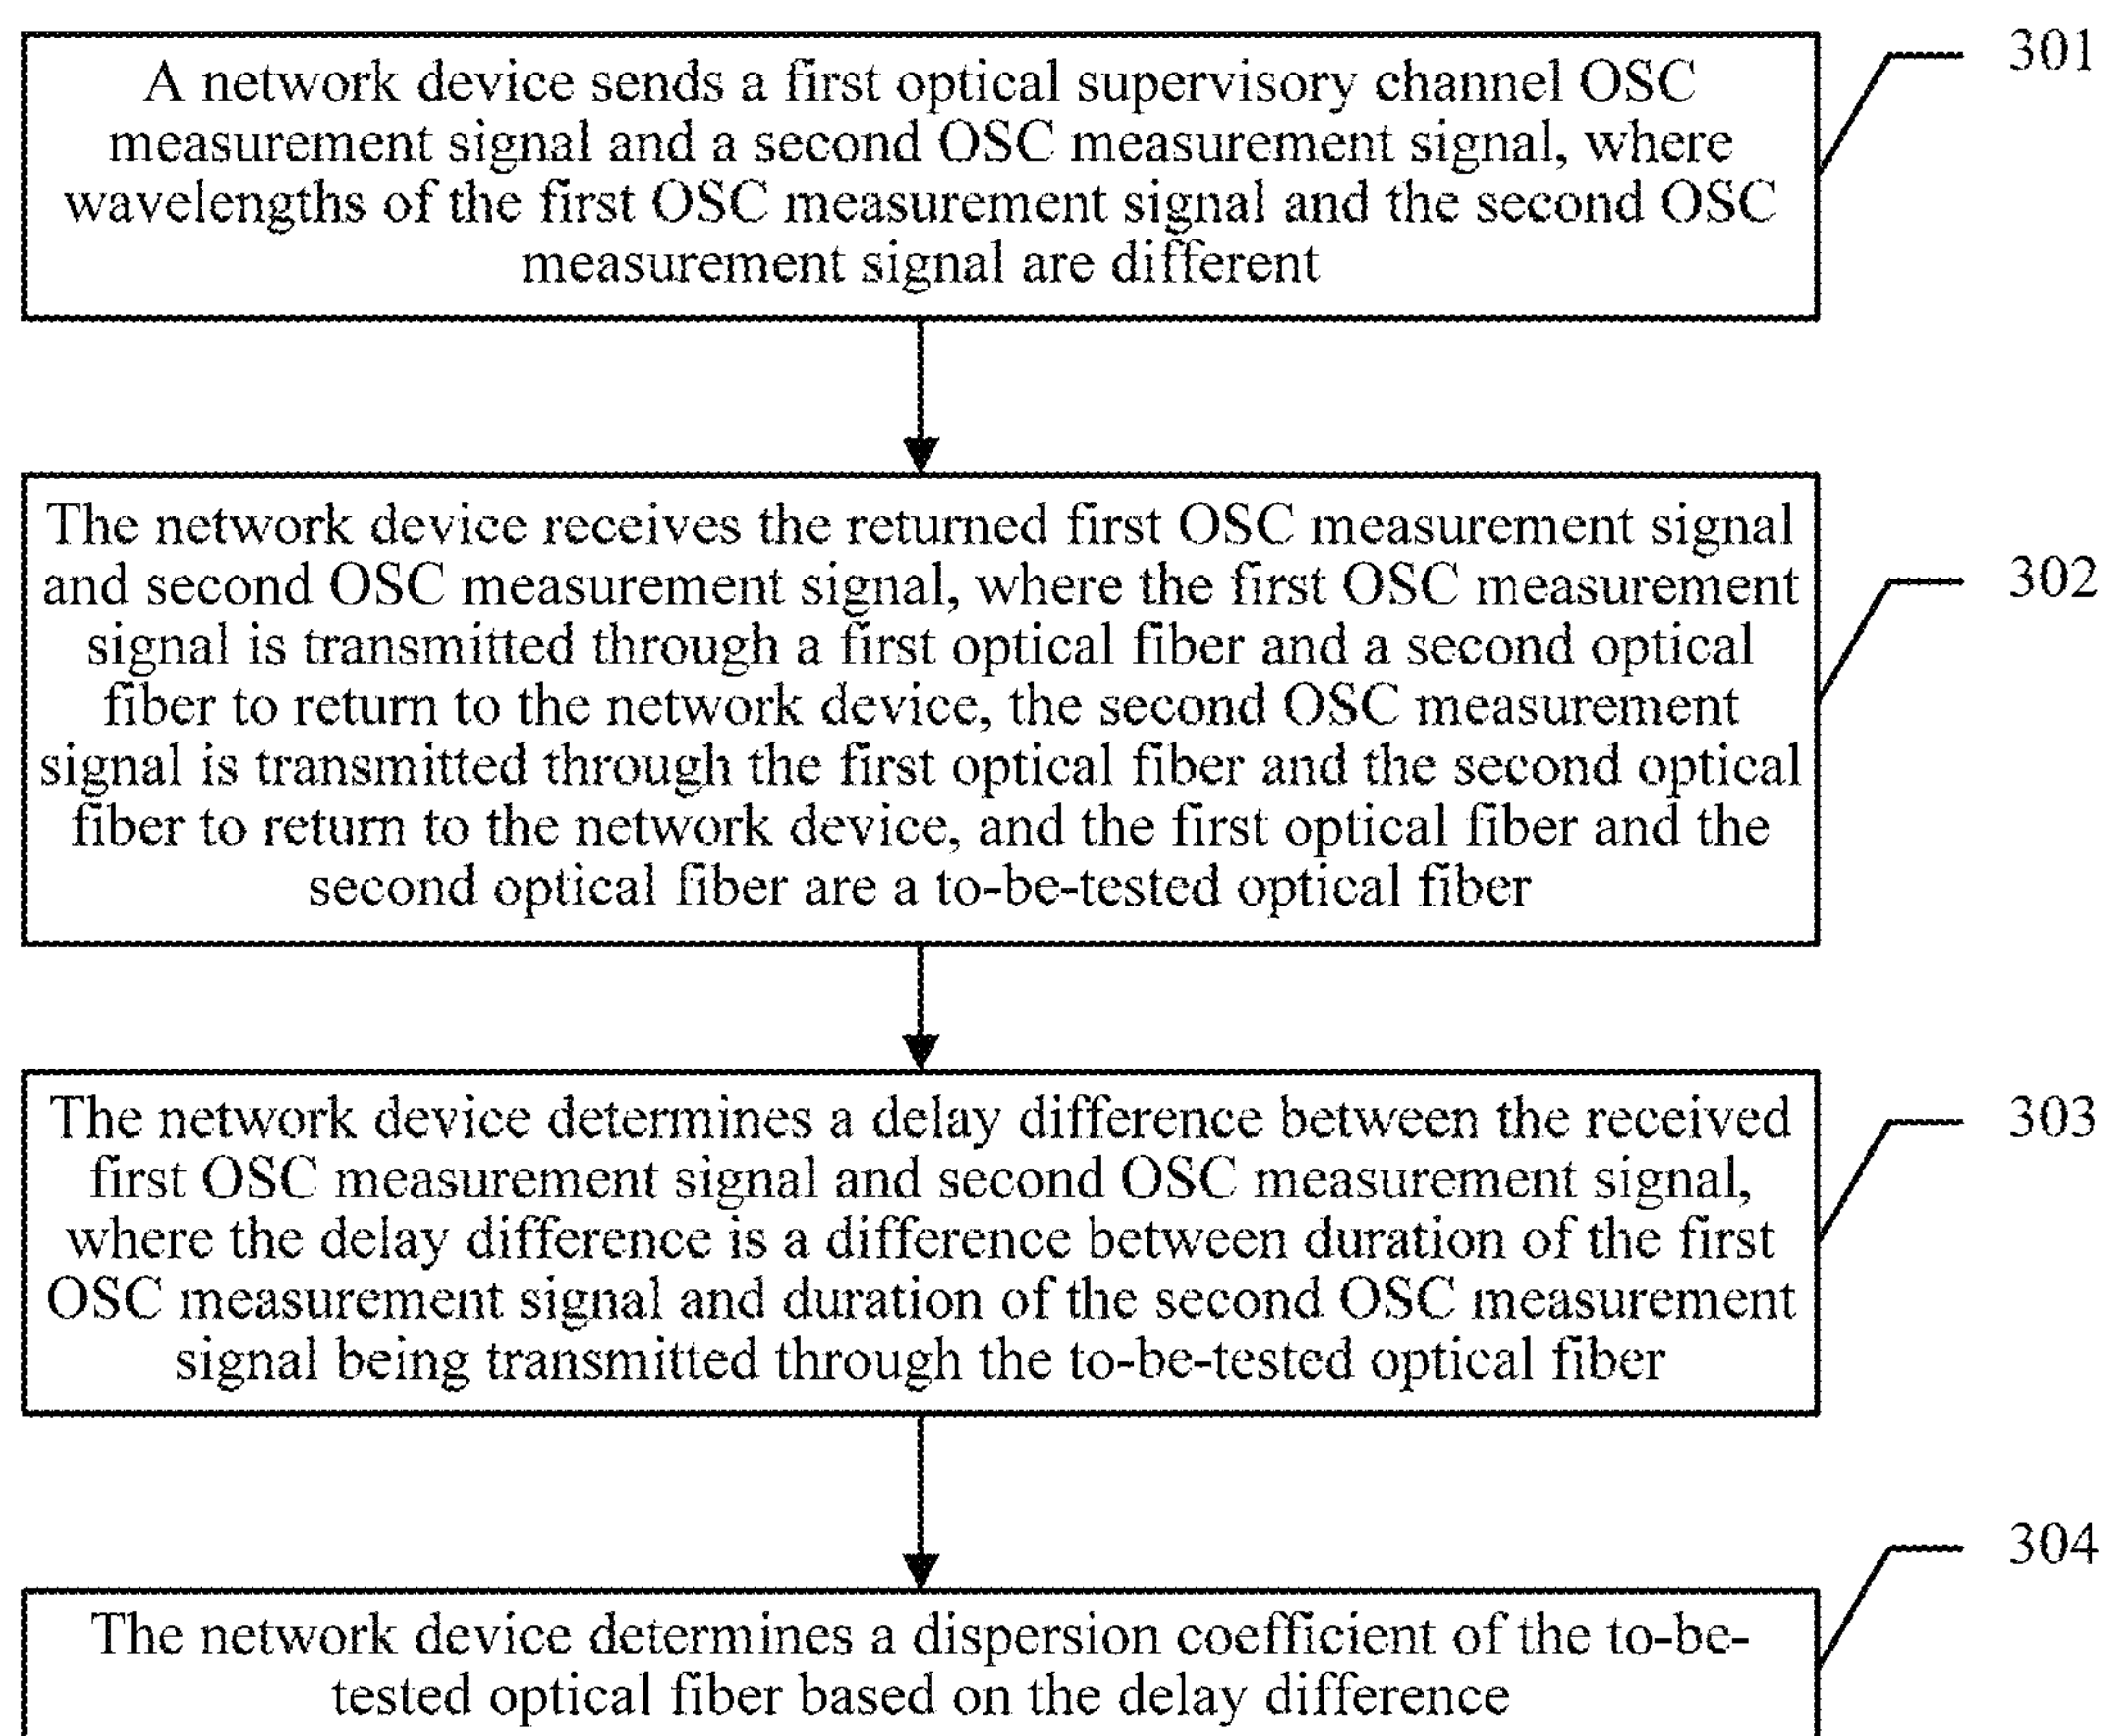 A network device sends a first optical supervisory channel OSC
measurement signal and a second OSC measurement signal, where
wavelengths of the first OSC measurement signal and the second OSC
measurement signal are different
301
The network device receives the returned first OSC measurement signal
and second OSC measurement signal, where the first OSC measurement
signal is transmitted through a first optical fiber and a second optical
fiber to return to the network device, the second OSC measurement
signal is transmitted through the first optical fiber and the second optical
fiber to return to the network device, and the first optical fiber and the
second optical fiber are a to-be-tested optical fiber
302
The network device determines a delay difference between the received
first OSC measurement signal and second OSC measurement signal,
where the delay difference is a difference between duration of the first
OSC measurement signal and duration of the second OSC measurement
signal being transmitted through the to-be-tested optical fiber
303
The network device determines a dispersion coefficient of the to-be-
tested optical fiber based on the delay difference
304